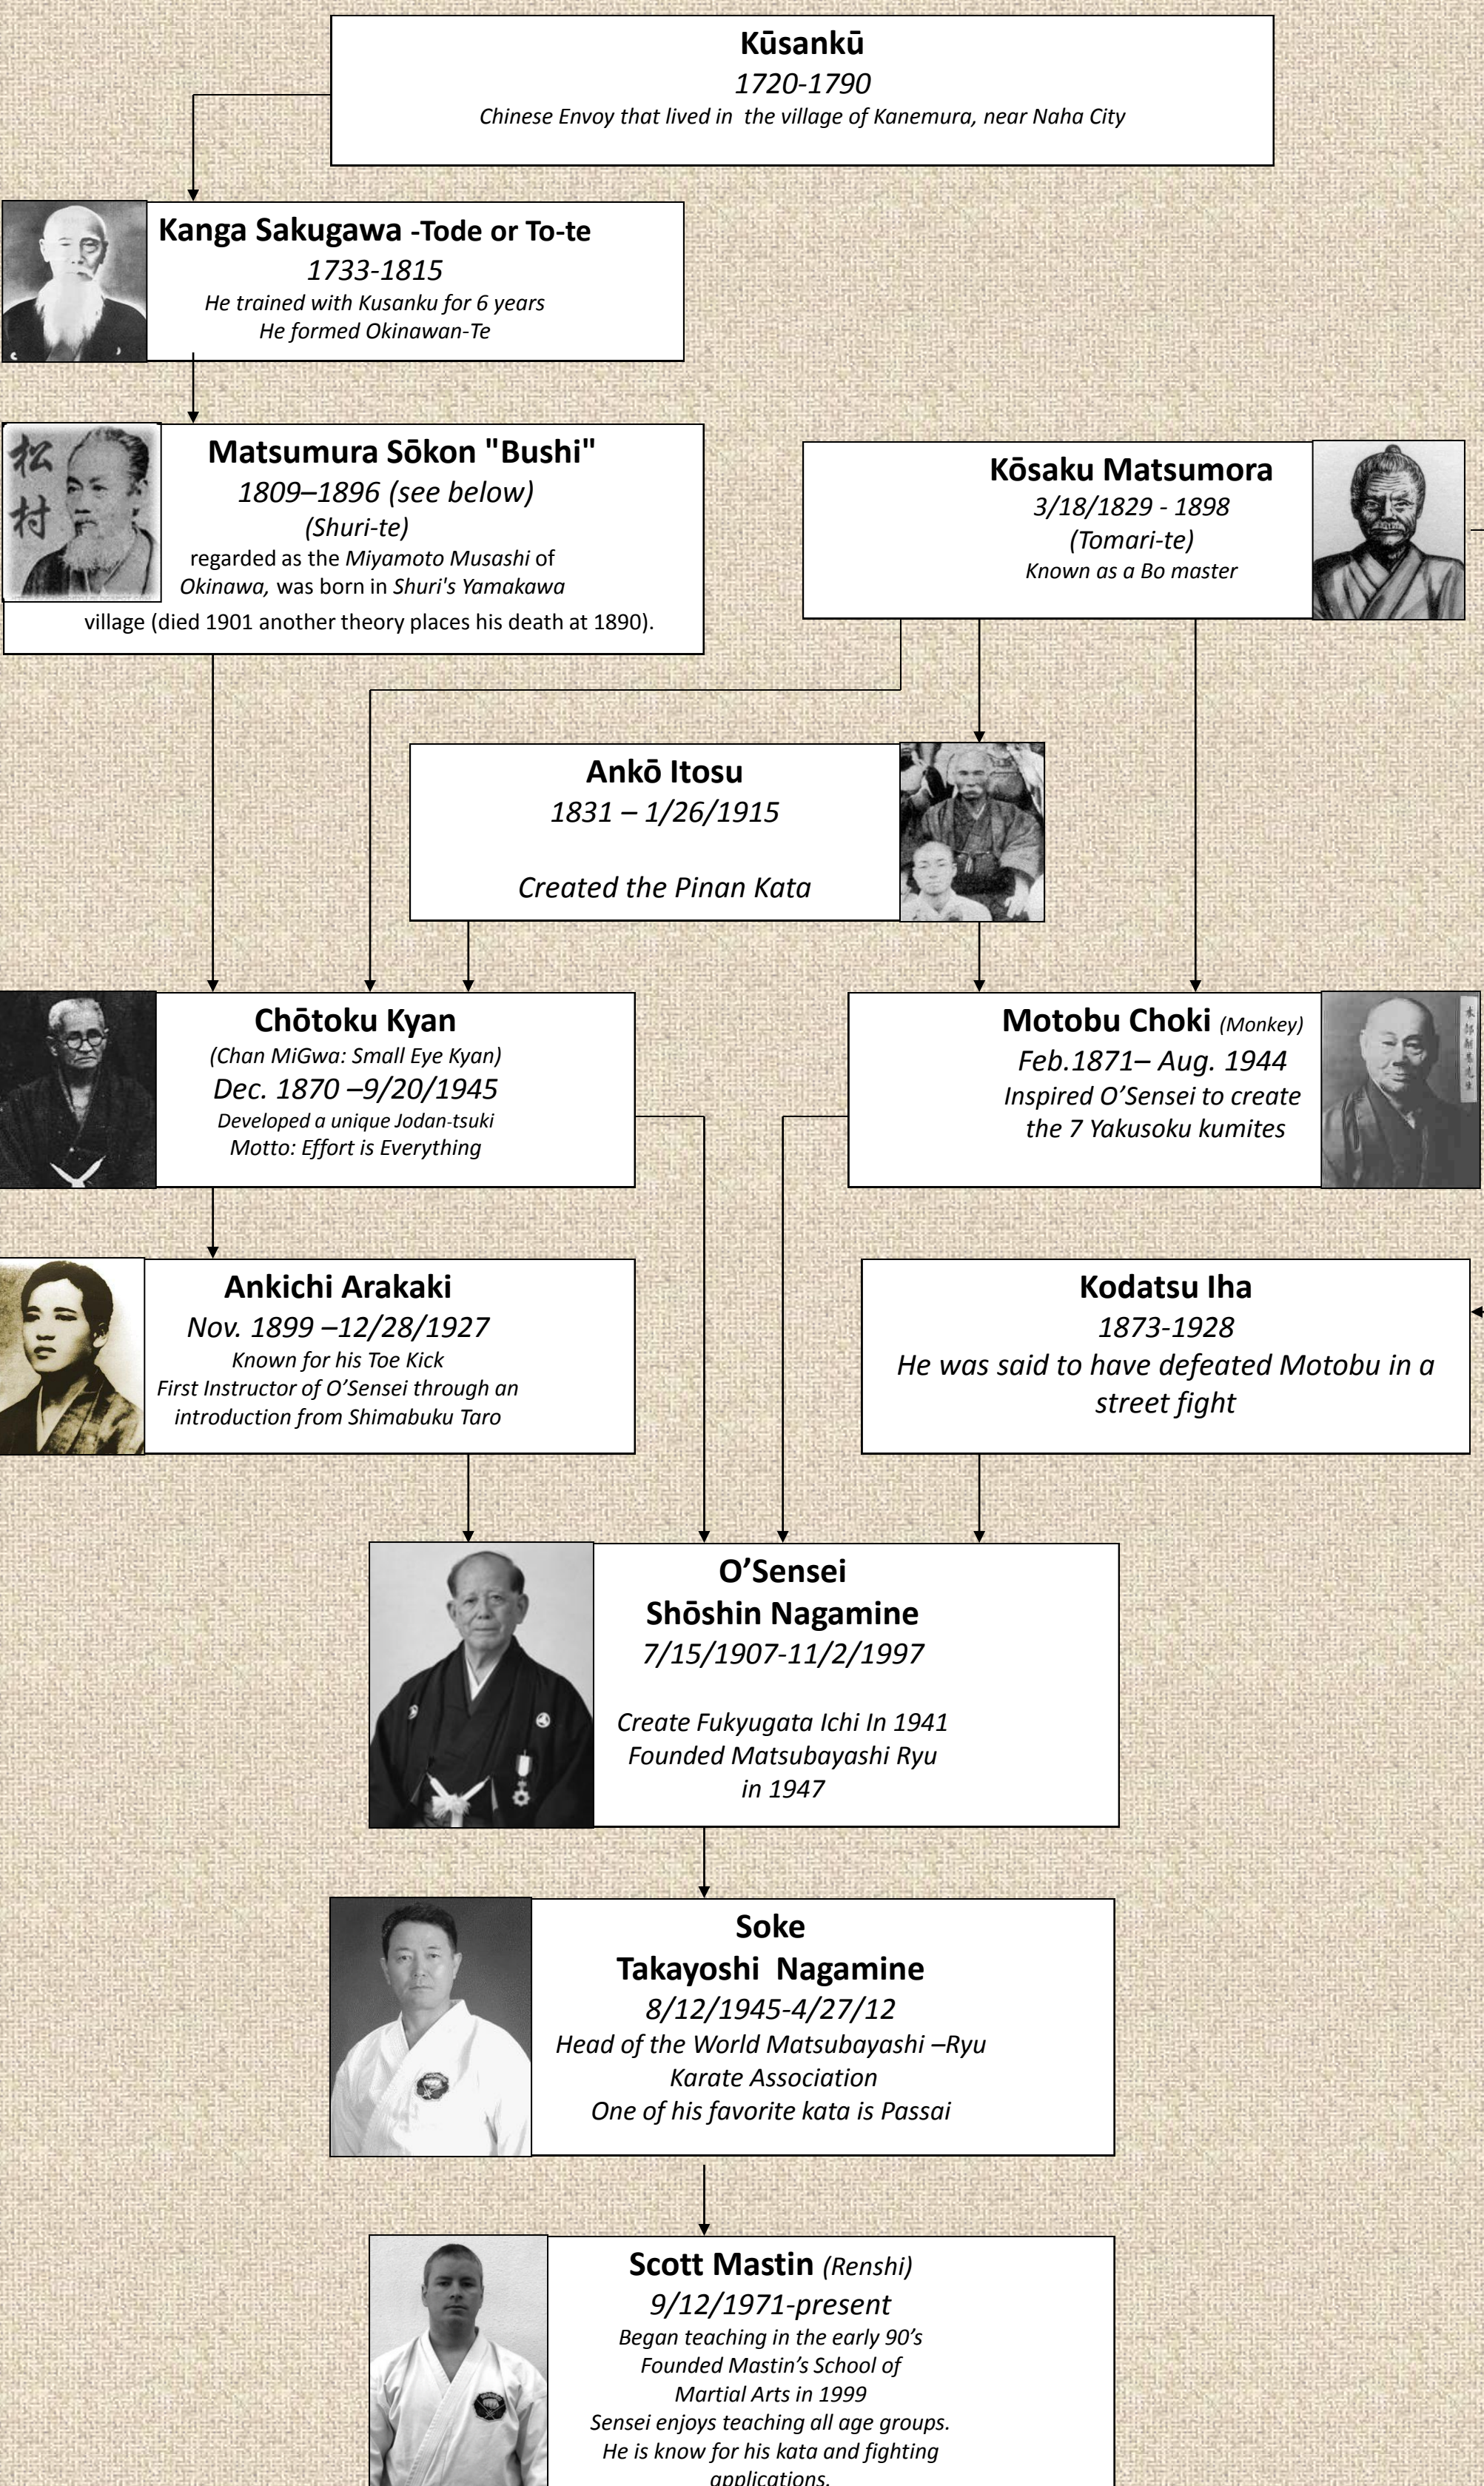 Kūsankū
1720-1790
Chinese Envoy that lived in the village of Kanemura, near Naha City
Kanga Sakugawa -Tode or To-te
1733-1815
He trained with Kusanku for 6 years
He formed Okinawan-Te
松村
Matsumura Sōkon "Bushi"
1809–1896 (see below)
(Shuri-te)
regarded as the Miyamoto Musashi of
Okinawa, was born in Shuri's Yamakawa
village (died 1901 another theory places his death at 1890).
Kōsaku Matsumora
3/18/1829 - 1898
(Tomari-te)
Known as a Bo master
Ankō Itosu
1831 – 1/26/1915
Created the Pinan Kata
Chōtoku Kyan
(Chan MiGwa: Small Eye Kyan)
Dec. 1870 –9/20/1945
Developed a unique Jodan-tsuki
Motto: Effort is Everything
Motobu Choki (Monkey)
Feb.1871– Aug. 1944
Inspired O’Sensei to create
the 7 Yakusoku kumites
Ankichi Arakaki
Nov. 1899 –12/28/1927
Known for his Toe Kick
First Instructor of O’Sensei through an
introduction from Shimabuku Taro
Kodatsu Iha
1873-1928
He was said to have defeated Motobu in a
street fight
O’Sensei
Shōshin Nagamine
7/15/1907-11/2/1997
Create Fukyugata Ichi In 1941
Founded Matsubayashi Ryu
in 1947
Soke
Takayoshi  Nagamine
8/12/1945-4/27/12
Head of the World Matsubayashi –Ryu
Karate Association
One of his favorite kata is Passai
Scott Mastin (Renshi)
9/12/1971-present
Began teaching in the early 90’s
Founded Mastin’s School of
Martial Arts in 1999
Sensei enjoys teaching all age groups.
He is know for his kata and fighting
applications.